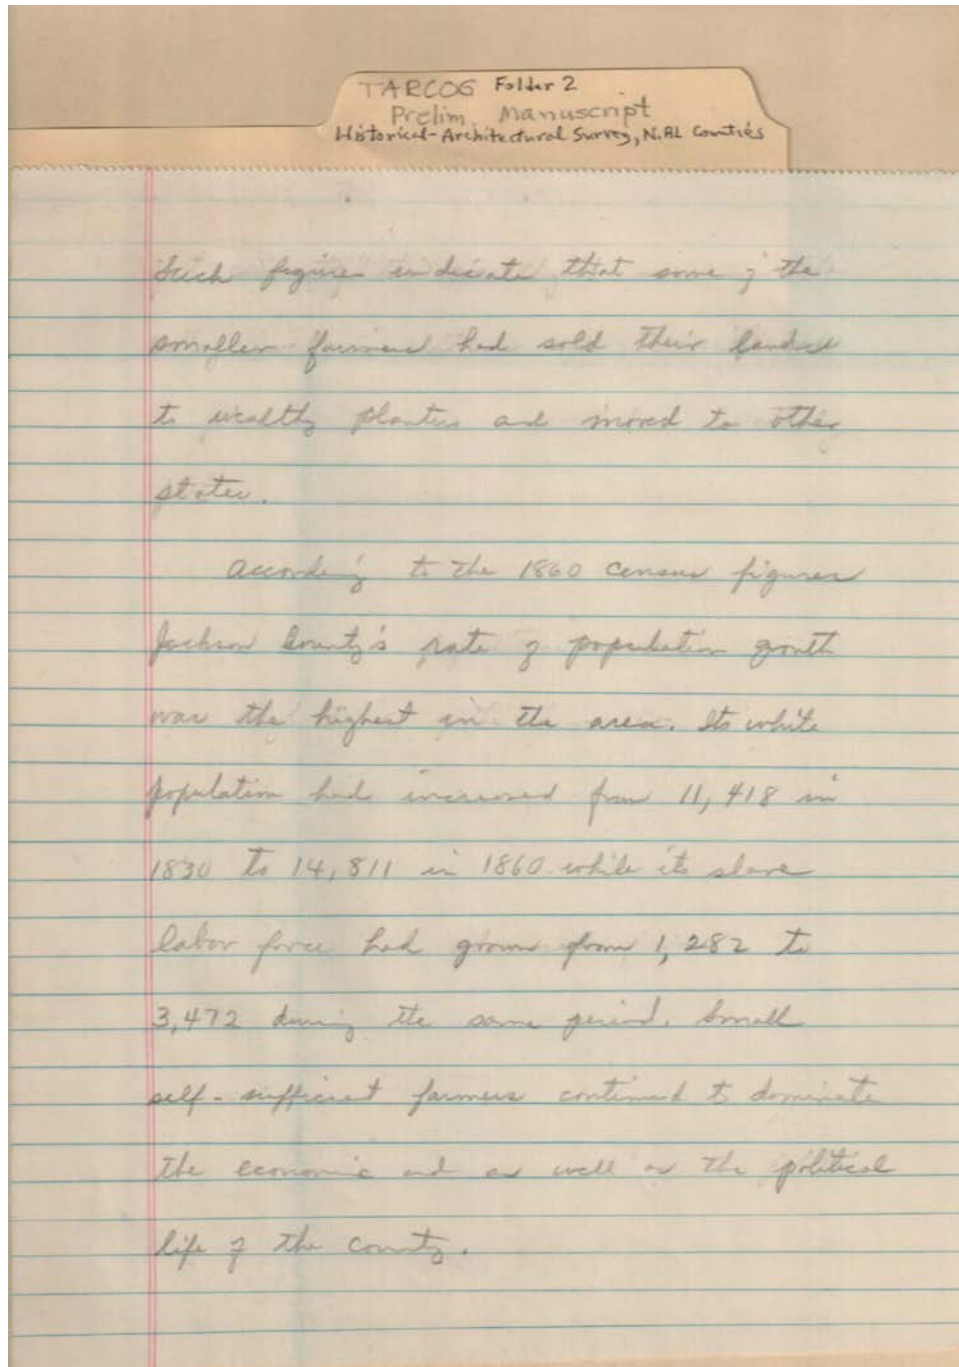 TARCOG Folder 2
Prelim Manuscript
Historical-Architectural Survey, N. AL Counties
Such figures indicate that some of the
smaller farmers had sold their lands
to wealthy planters and moved to other
states.
According to the 1860 census figures
Jackson County's rate of population growth
was the highest in the area. Its white
population had increased from 11,418 in
1830 to 14,811 in 1860 while its slave
labor force had grown from 1,282 to
3,472 during the same period. Small
self-sufficient farmers continued to dominate
the economic and as well as the political
life of the county.